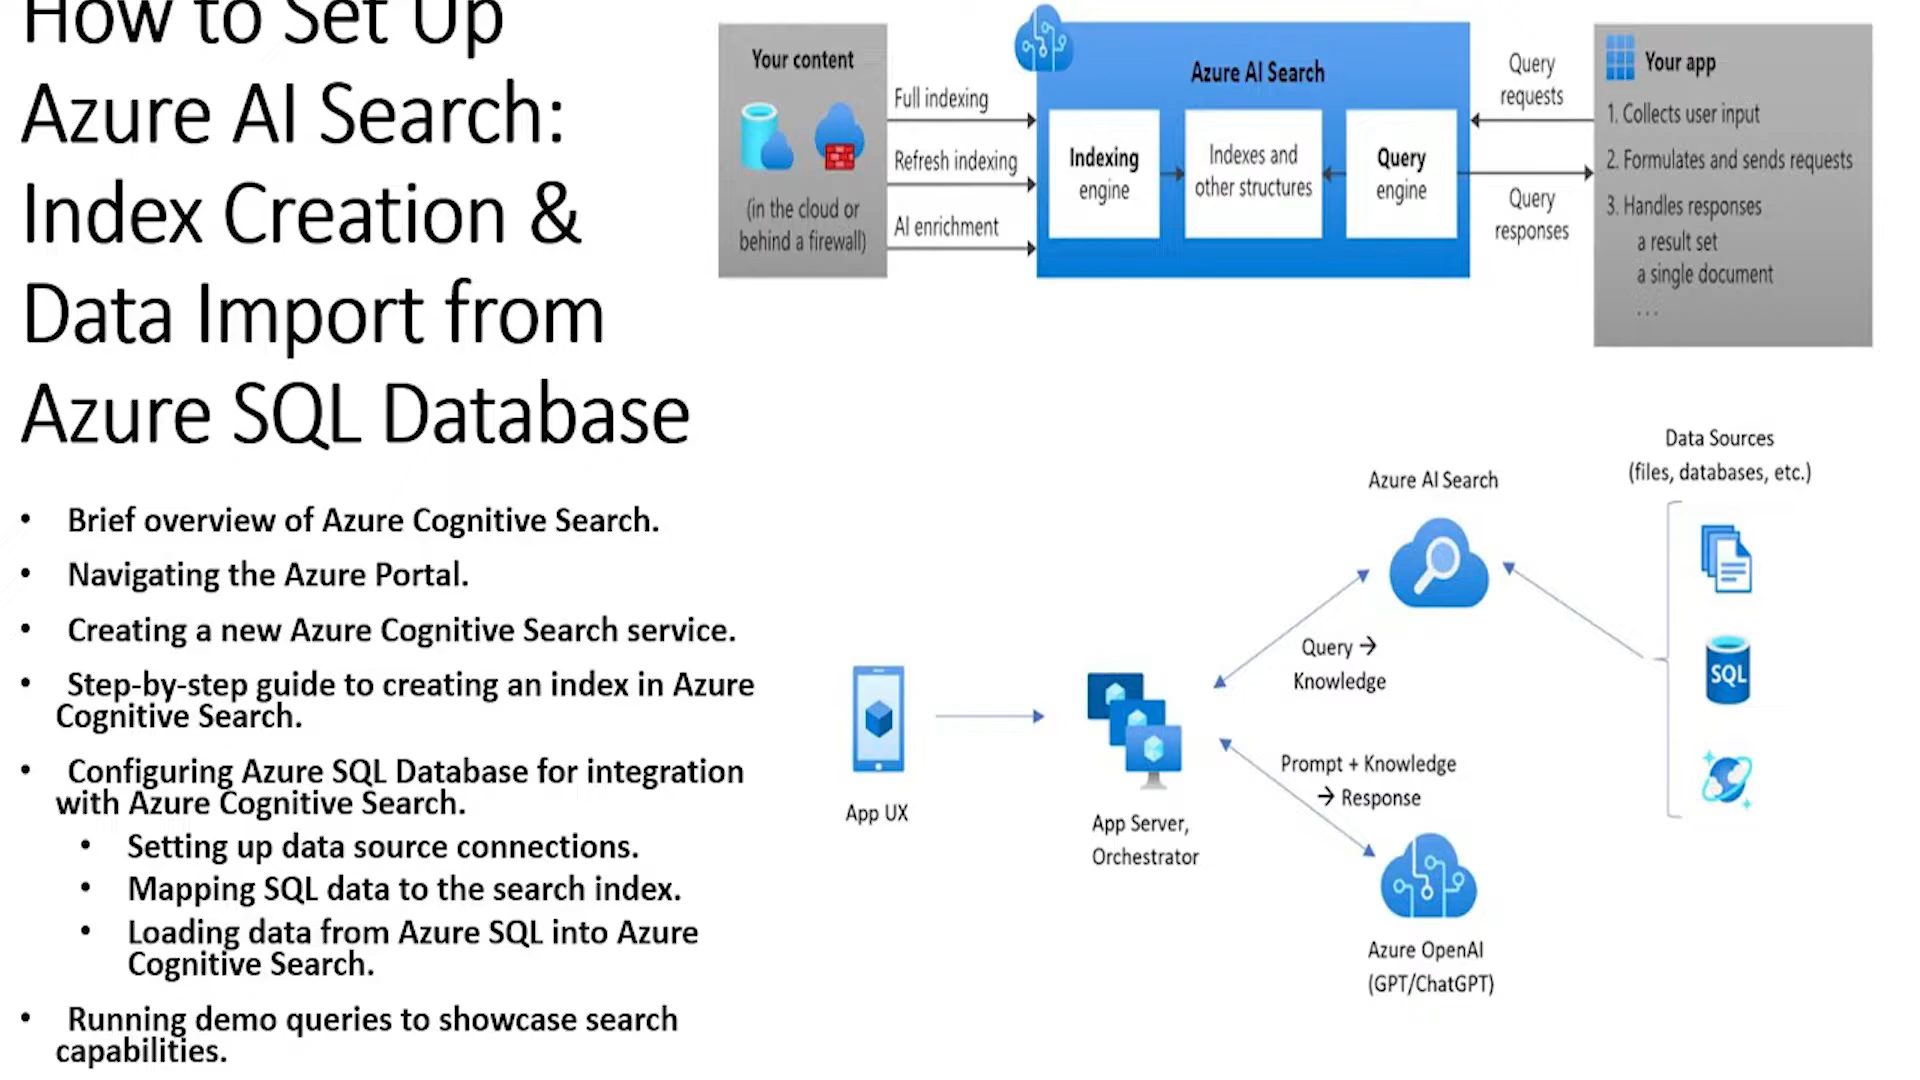 How to Set Up
Azure AI Search:
Index Creation &
Data Import from
Azure SQL Database
• Brief overview of Azure Cognitive Search.
• Navigating the Azure Portal.
• Creating a new Azure Cognitive Search service.
• Step-by-step guide to creating an index in Azure
Cognitive Search.
• Configuring Azure SQL Database for integration
with Azure Cognitive Search.
• Setting up data source connections.
• Mapping SQL data to the search index.
• Loading data from Azure SQL into Azure
Cognitive Search.
• Running demo queries to showcase search
capabilities.
Your content
(in the cloud or
behind a firewall)
Full indexing
Refresh indexing
AI enrichment
Azure AI Search
Indexing
engine
Indexes and
other structures
Query
engine
Query
requests
Query
responses
Your app
1. Collects user input
2. Formulates and sends requests
3. Handles responses
a result set
a single document
...
Data Sources
(files, databases, etc.)
Azure AI Search
SQL
Query →
Knowledge
Prompt + Knowledge
→ Response
App UX
App Server,
Orchestrator
Azure OpenAI
(GPT/ChatGPT)